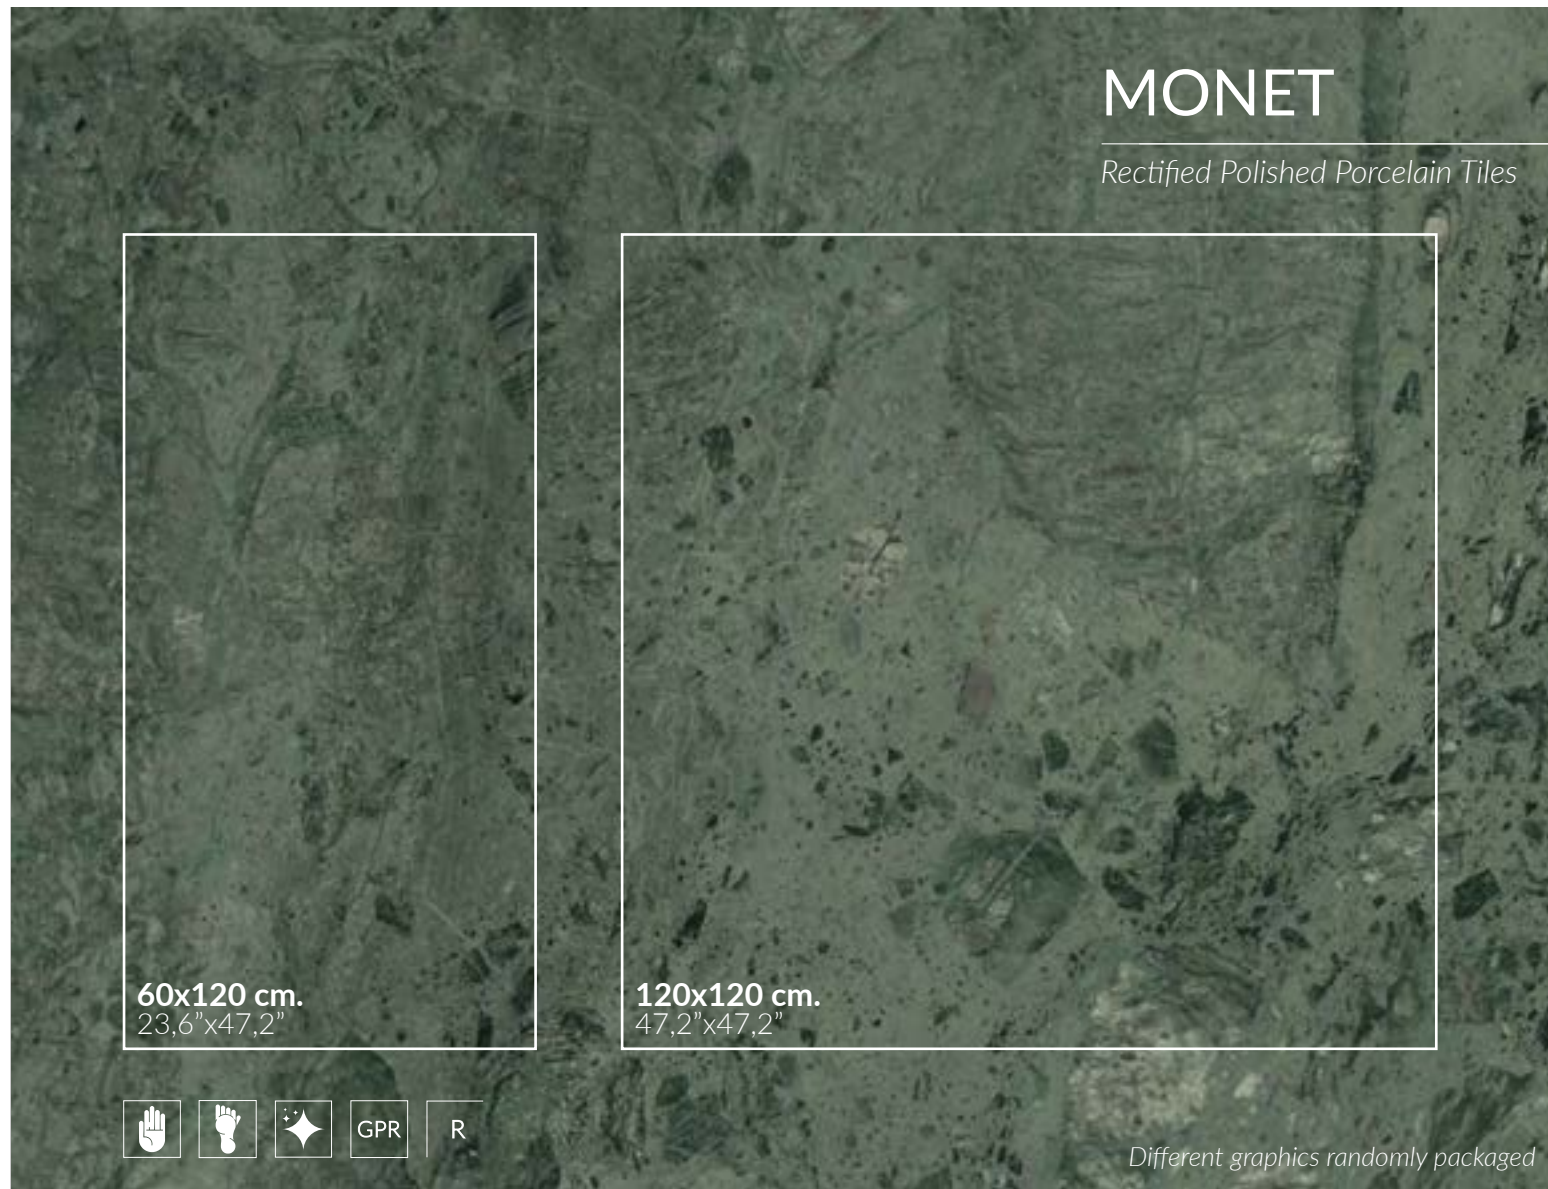 MONET
Rectified Polished Porcelain Tiles
60x120 cm.
23,6”x47,2”
120x120 cm.
47,2”x47,2”
GPR
R
Different graphics randomly packaged